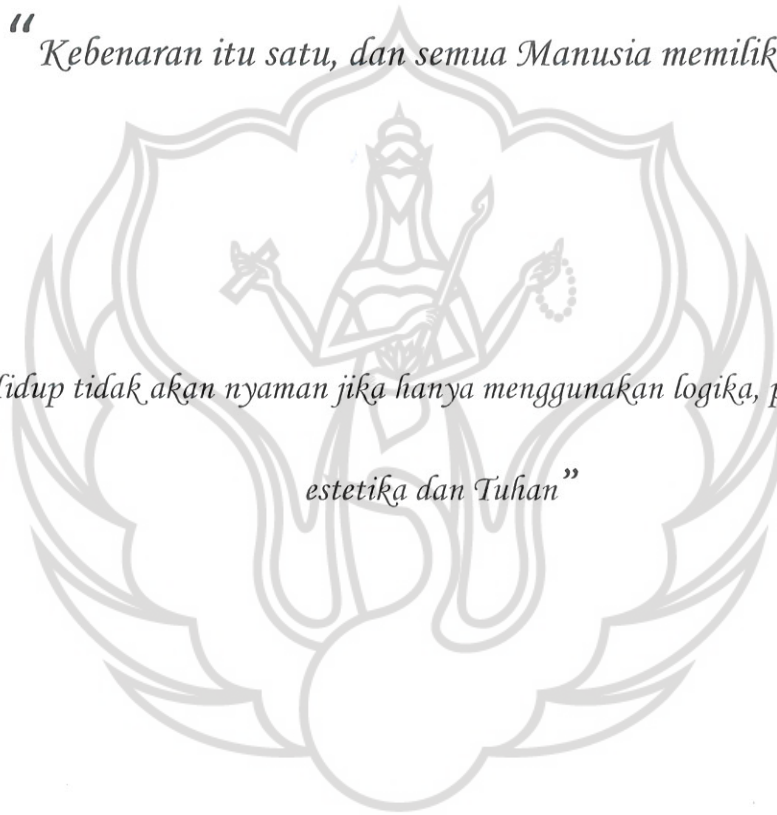 “Kebenaran itu satu, dan semua Manusia memilik
idup tidak akan nyaman jika hanya menggunakan logika,
estetika dan Tuhan”